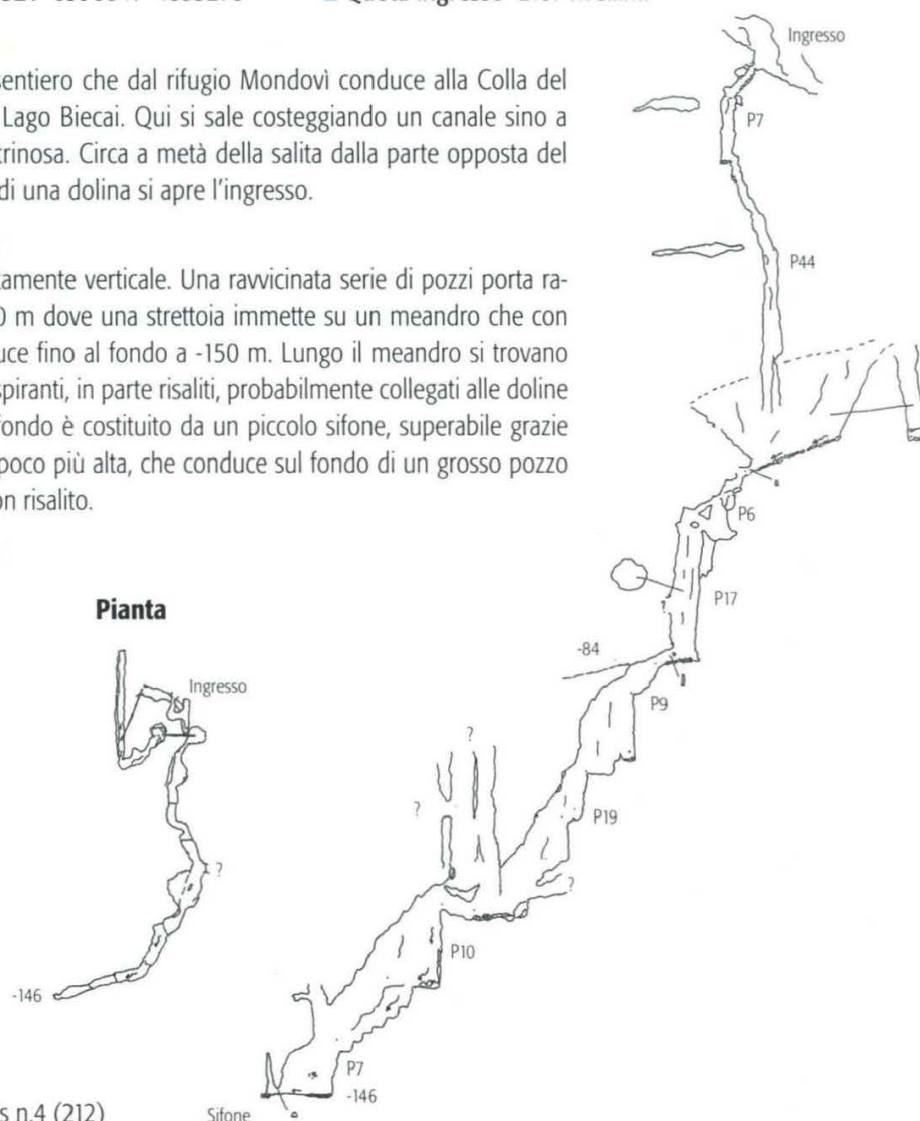 sentiero che dal rifugio Mondovì conduce alla Colla del
Lago Biecai. Qui si sale costeggiando un canale sino a
trinosa. Circa a metà della salita dalla parte opposta del
di una dolina si apre l'ingresso.
tamente verticale. Una ravvicinata serie di pozzi porta ra-
0 m dove una strettoia immette su un meandro che con
uce fino al fondo a -150 m. Lungo il meandro si trovano
spiranti, in parte risaliti, probabilmente collegati alle doline
fondo è costituito da un piccolo sifone, superabile grazie
poco più alta, che conduce sul fondo di un grosso pozzo
on risalito.
Pianta
Ingresso
?
-146
s n.4 (212)
Ingresso
P7
P44
P6
P17
-84
P9
?
?
P19
?
P10
P7
-146
Sifone